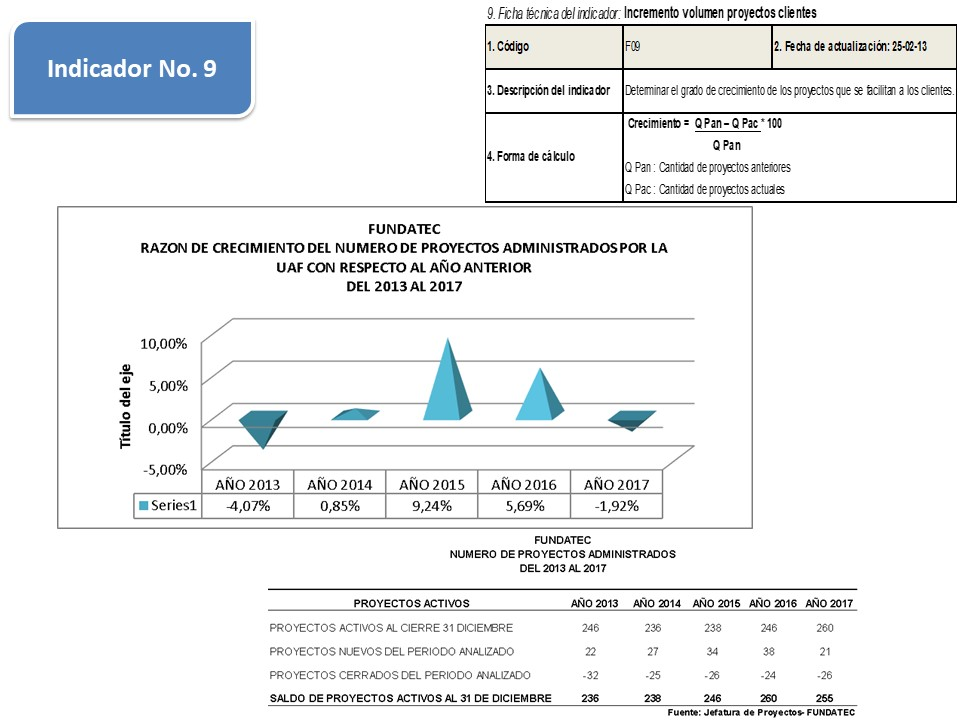 Indicador No. 9
9. Ficha técnica del indicador: Incremento volumen proyectos clientes
1. Código F09 2. Fecha de actualización: 25-02-13
3. Descripción del indicador Determinar el grado de crecimiento de los proyectos que se facilitan a los clientes.
4. Forma de cálculo
Crecimiento = Q Pan – Q Pac * 100
Q Pan
Q Pan : Cantidad de proyectos anteriores
Q Pac : Cantidad de proyectos actuales
FUNDATEC
RAZON DE CRECIMIENTO DEL NUMERO DE PROYECTOS ADMINISTRADOS POR LA
UAF CON RESPECTO AL AÑO ANTERIOR
DEL 2013 AL 2017
Título del eje
10,00%
5,00%
0,00%
-5,00%
AÑO 2013 AÑO 2014 AÑO 2015 AÑO 2016 AÑO 2017
Series1 -4,07% 0,85% 9,24% 5,69% -1,92%
FUNDATEC
NUMERO DE PROYECTOS ADMINISTRADOS
DEL 2013 AL 2017
PROYECTOS ACTIVOS AÑO 2013 AÑO 2014 AÑO 2015 AÑO 2016 AÑO 2017
PROYECTOS ACTIVOS AL CIERRE 31 DICIEMBRE 246 236 238 246 260
PROYECTOS NUEVOS DEL PERIODO ANALIZADO 22 27 34 38 21
PROYECTOS CERRADOS DEL PERIODO ANALIZADO -32 -25 -26 -24 -26
SALDO DE PROYECTOS ACTIVOS AL 31 DE DICIEMBRE 236 238 246 260 255
Fuente: Jefatura de Proyectos- FUNDATEC